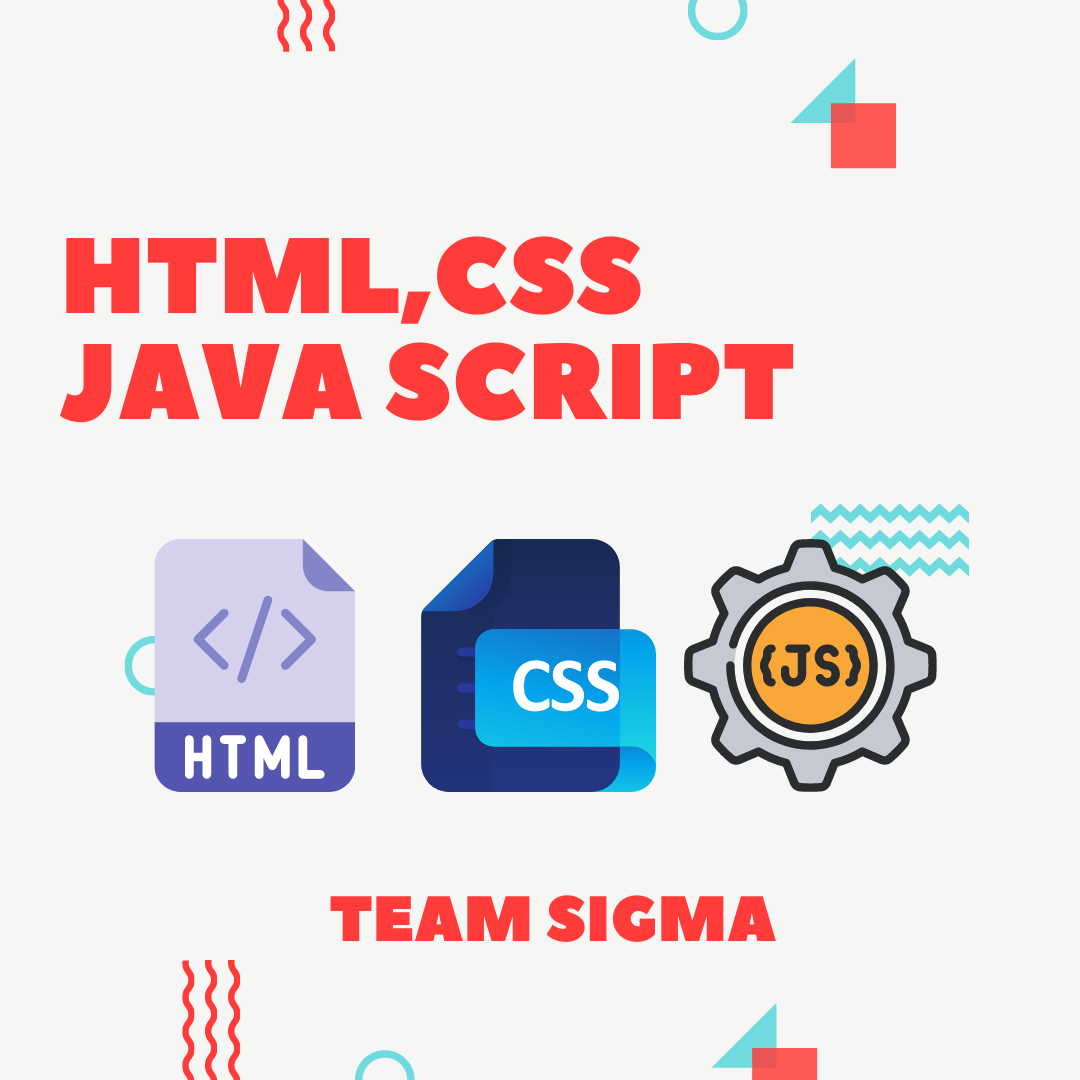 HTML,CSS
JAVA SCRIPT
</>
HTML
CSS
{JS}
TEAM SIGMA